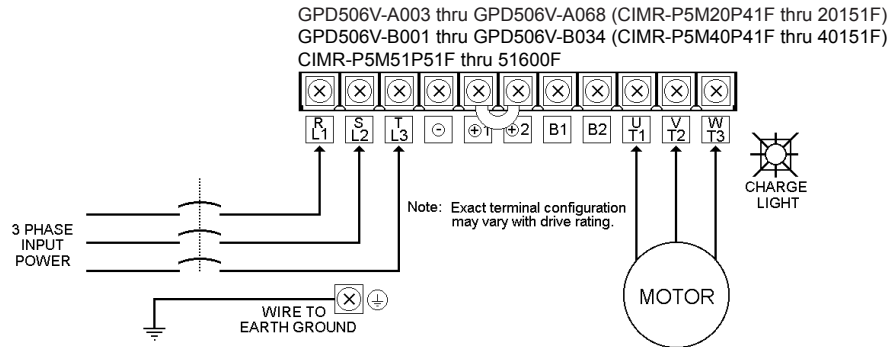 GPD506V-A003 thru GPD506V-A068 (CIMR-P5M20P41F thru 20151F)
GPD506V-B001 thru GPD506V-B034 (CIMR-P5M40P41F thru 40151F)
CIMR-P5M51P51F thru 51600F
R S T U V W
L1 L2 L3 ⊖ ⊕1 ⊕2 B1 B2 T1 T2 T3
CHARGE
LIGHT
Note: Exact terminal configuration
may vary with drive rating.
3 PHASE
INPUT
POWER
WIRE TO
EARTH GROUND
MOTOR